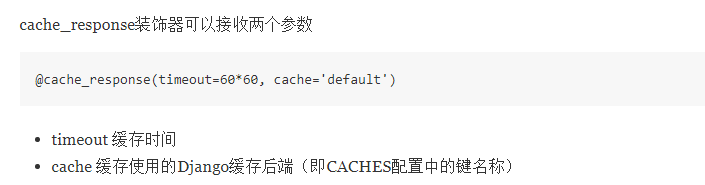 cache_response装饰器可以接收两个参数
@cache_response(timeout=60*60, cache='default')
• timeout 缓存时间
• cache 缓存使用的Django缓存后端（即CACHES配置中的键名称）